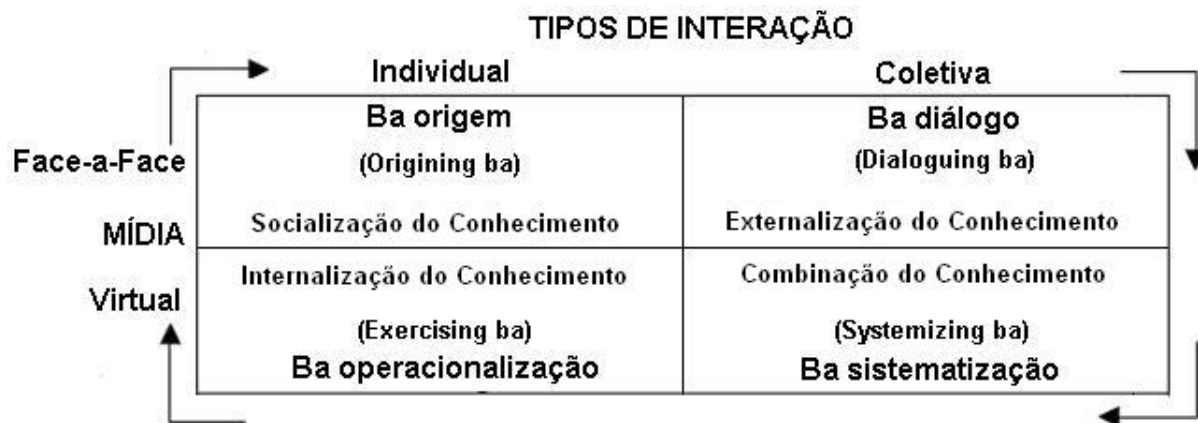 TIPOS DE INTERAÇÃO
Individual Coletiva
Ba origem Ba diálogo
Face-a-Face (Origining ba) (Dialoguing ba)
Socialização do Conhecimento Externalização do Conhecimento
MÍDIA
Internalização do Conhecimento Combinação do Conhecimento
Virtual
(Exercising ba) (Systemizing ba)
Ba operacionalização Ba sistematização